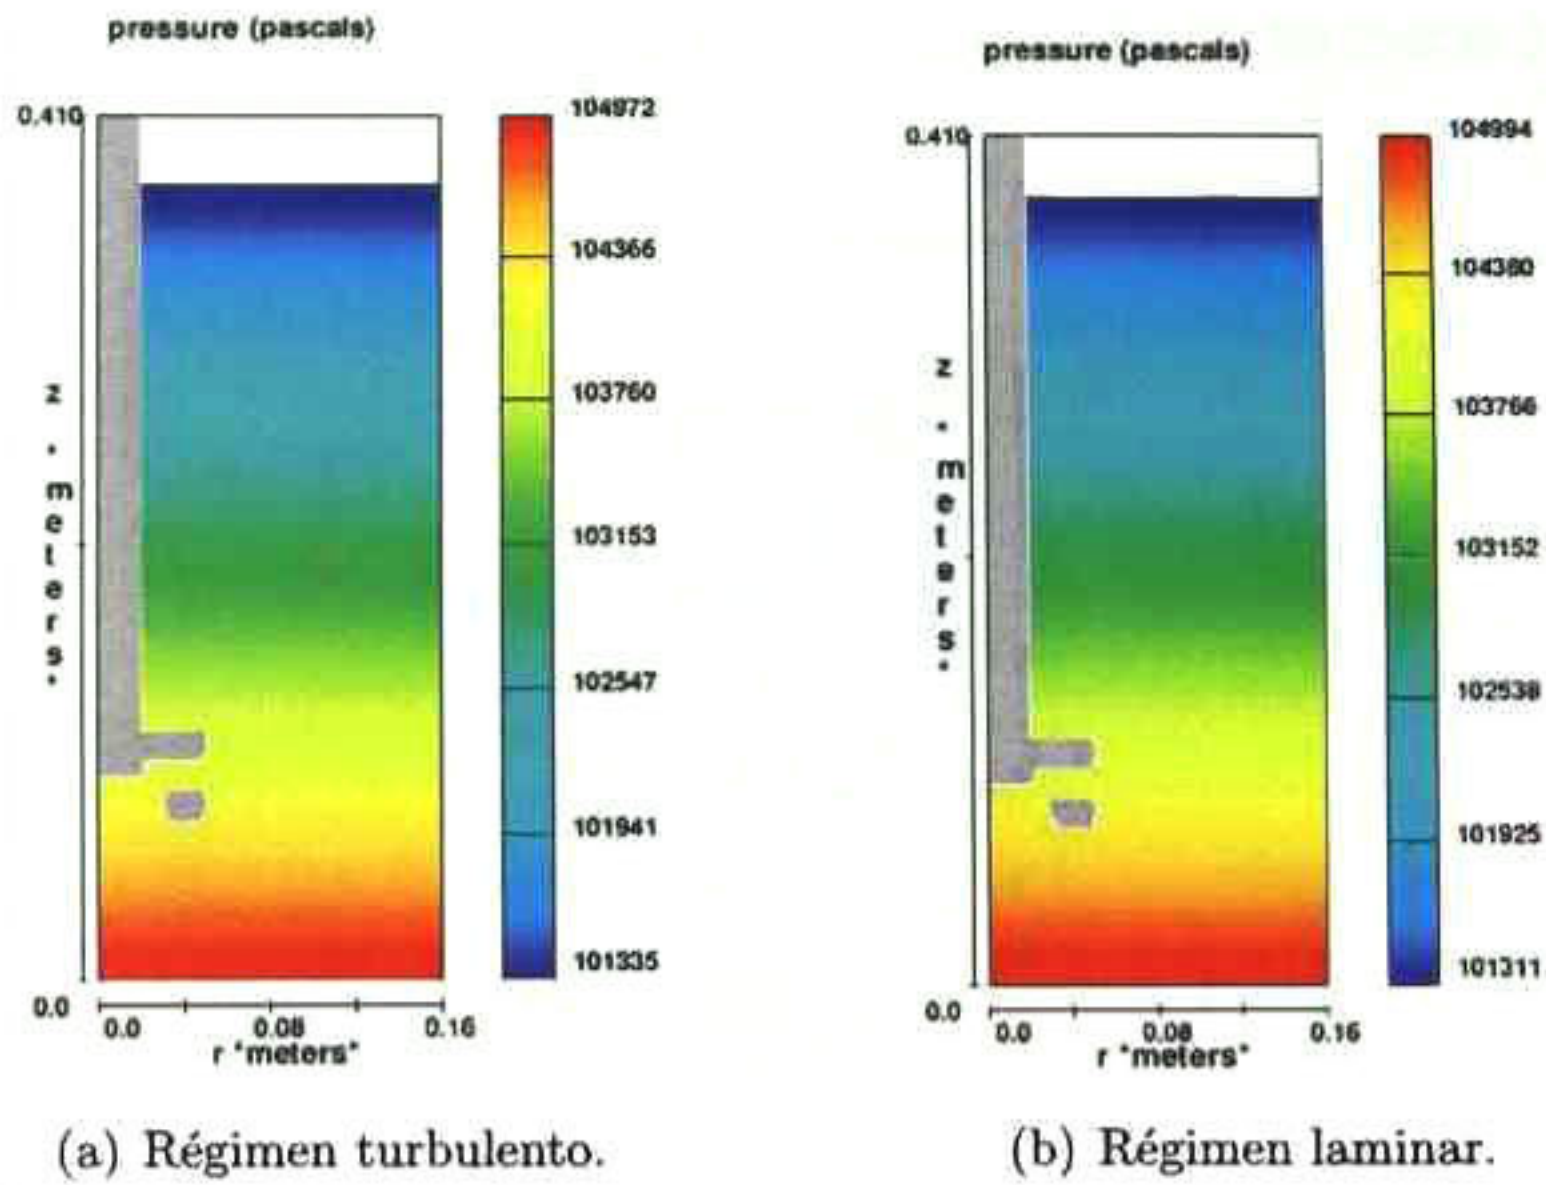 pressure (pascals)
0.410
z "meters"
0.0
0.0 0.08 0.16
r "meters"
104972
104366
103760
103153
102547
101941
101335
(a) Régimen turbulento.
pressure (pascals)
0.410
z "meters"
0.0
0.0 0.08 0.16
r "meters"
104994
104380
103766
103152
102538
101925
101311
(b) Régimen laminar.